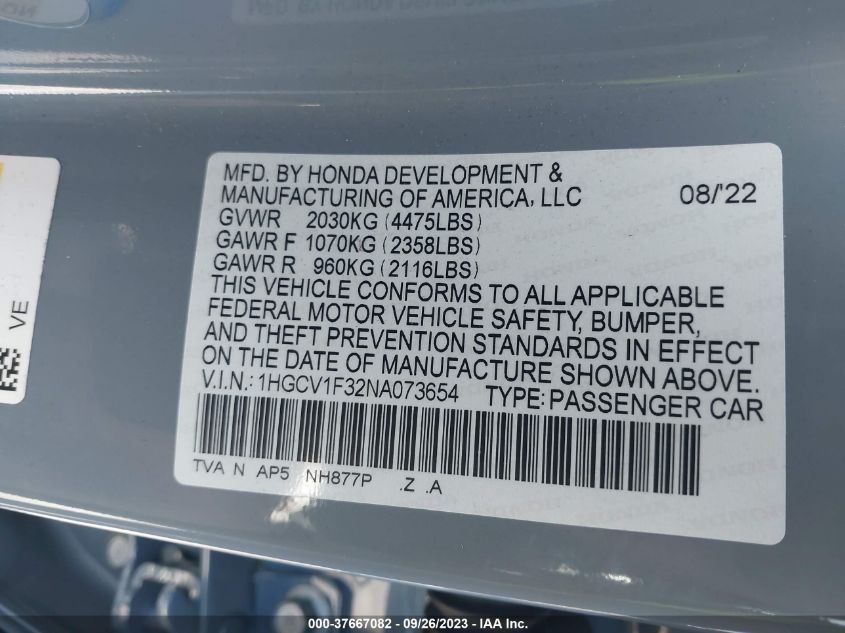 MFD. BY HONDA DEVELOPMENT &
MANUFACTURING OF AMERICA, LLC 08/'22
GVWR 2030KG (4475LBS)
GAWR F 1070KG (2358LBS)
GAWR R 960KG (2116LBS)
THIS VEHICLE CONFORMS TO ALL APPLICABLE
FEDERAL MOTOR VEHICLE SAFETY, BUMPER,
AND THEFT PREVENTION STANDARDS IN EFFECT
ON THE DATE OF MANUFACTURE SHOWN ABOVE.
V.I.N.: 1HGCV1F32NA073654 TYPE: PASSENGER CAR
TVA N AP5 NH877P .Z .A
VE
000-37667082 - 09/26/2023 - IAA Inc.